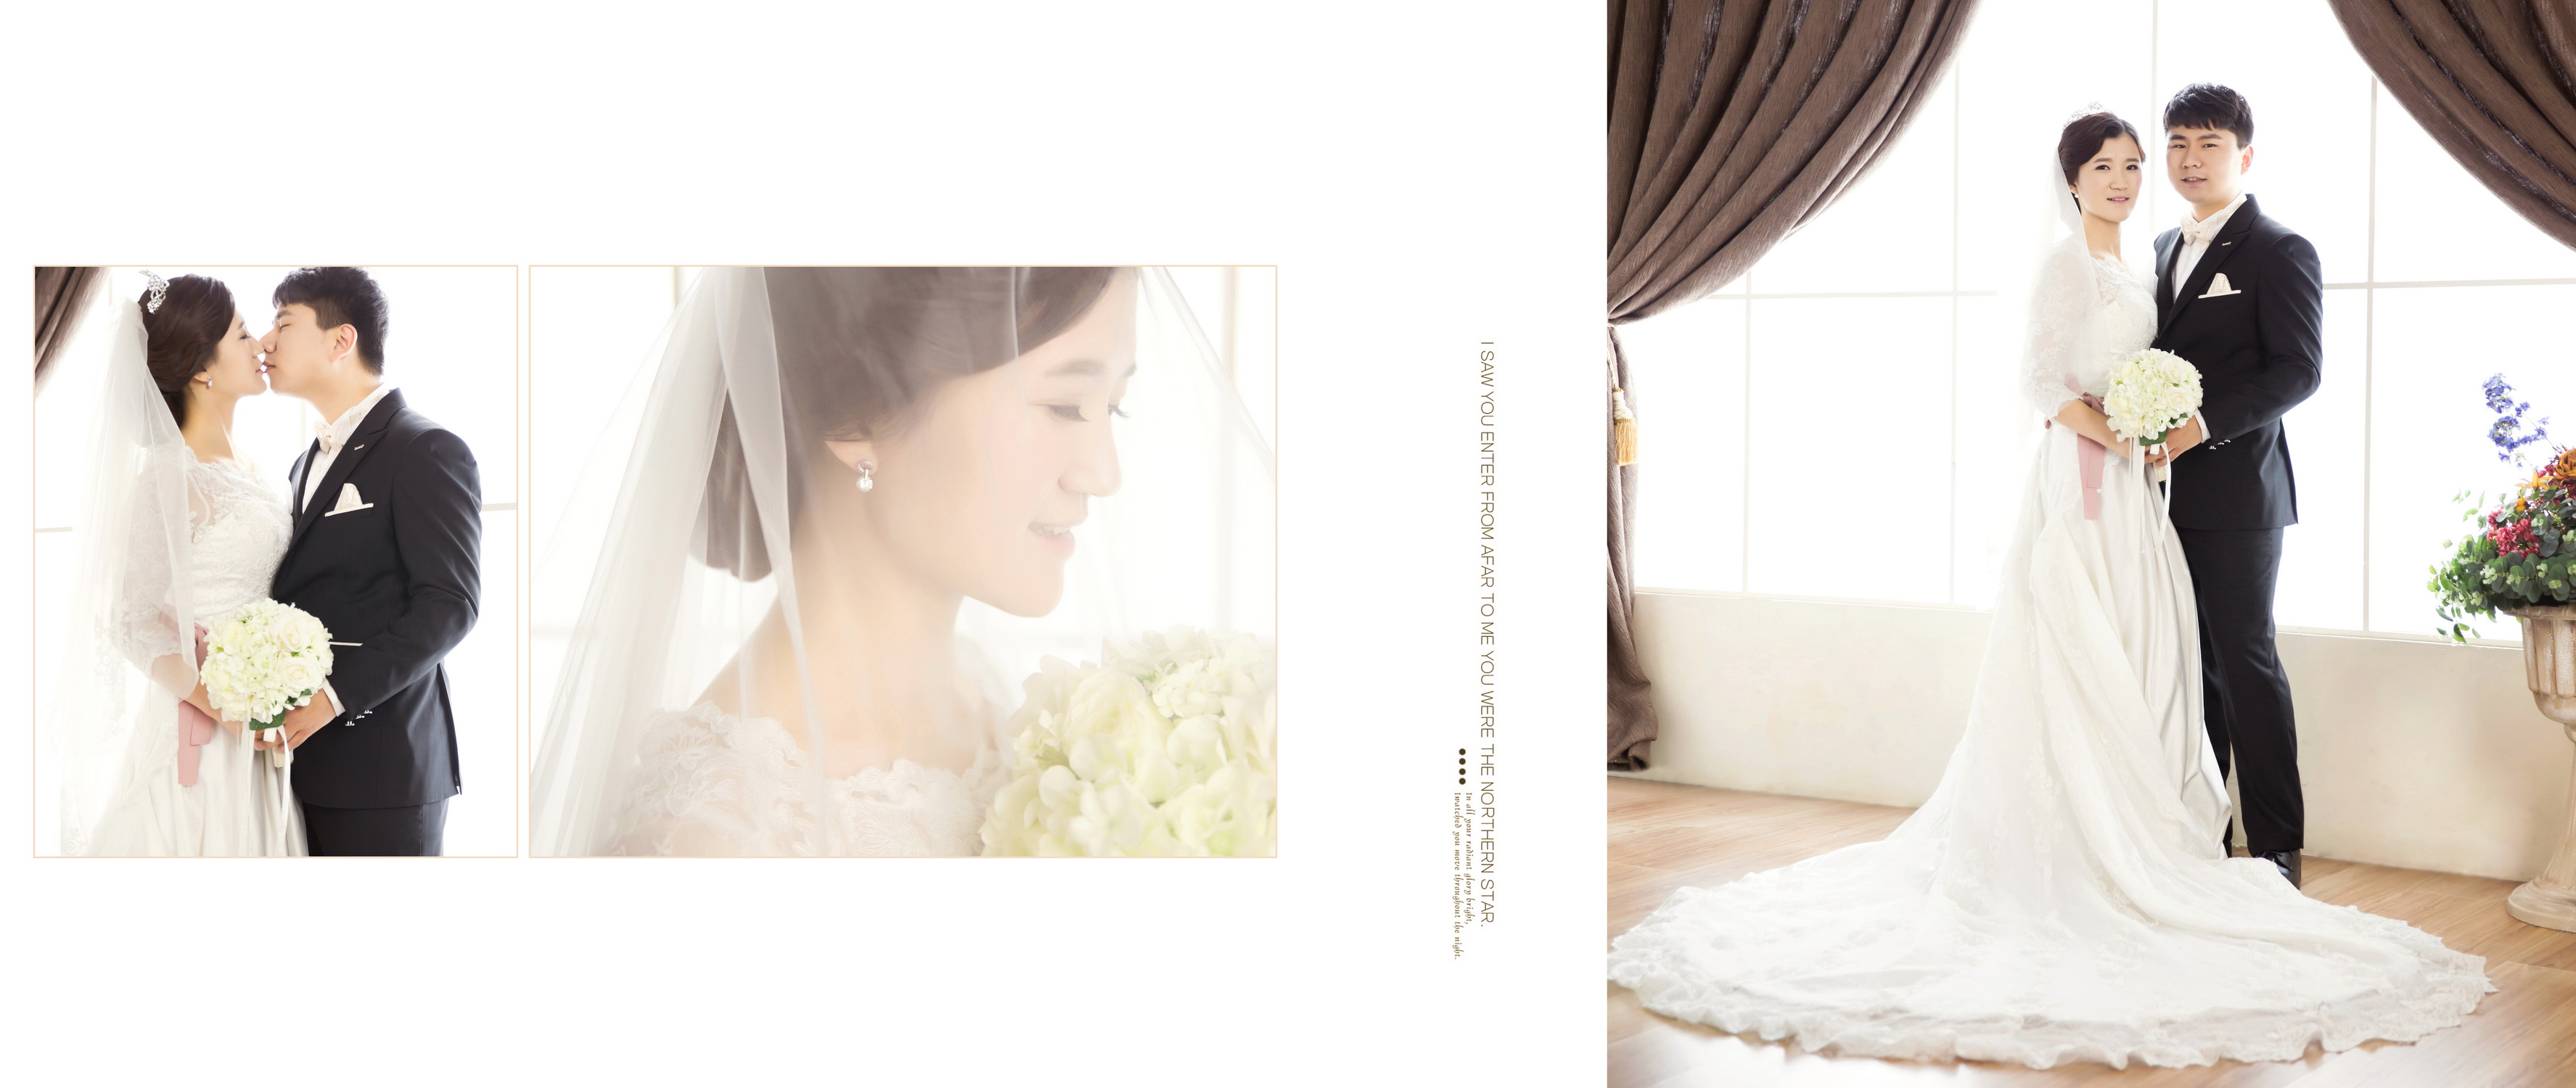 I SAW YOU ENTER FROM AFAR TO ME YOU WERE THE NORTHERN STAR.
In all your radiant glory bright,
Iwatched you move throughout the night.